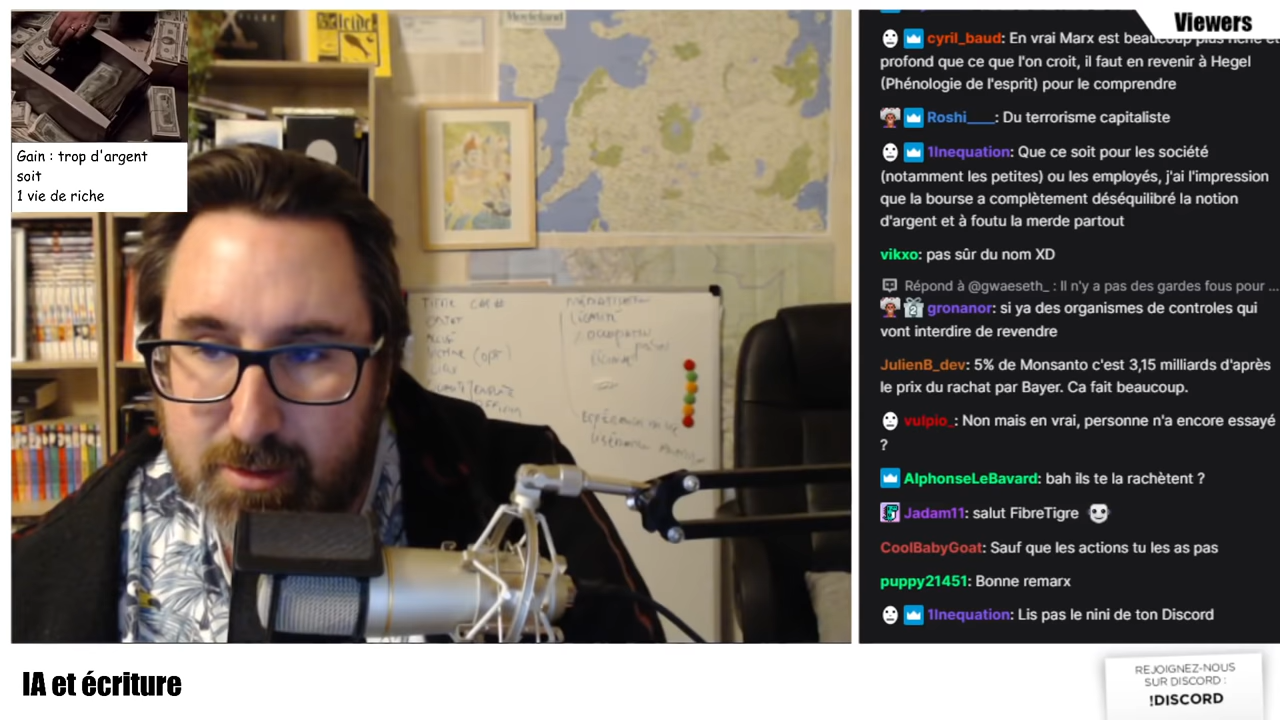 Suicide!
Movieland
Gain : trop d'argent
soit
1 vie de riche
Viewers
cyril_baud: En vrai Marx est beaucoup plus riche et
profond que ce que l'on croit, il faut en revenir à Hegel
(Phénologie de l'esprit) pour le comprendre
Roshi____: Du terrorisme capitaliste
1Inequation: Que ce soit pour les société
(notamment les petites) ou les employés, j'ai l'impression
que la bourse a complètement déséquilibré la notion
d'argent et à foutu la merde partout
vikxo: pas sûr du nom XD
Répond à @gwaeseth_ : Il n'y a pas des gardes fous pour ...
gronanor: si ya des organismes de controles qui
vont interdire de revendre
JulienB_dev: 5% de Monsanto c'est 3,15 milliards d'après
le prix du rachat par Bayer. Ca fait beaucoup.
vulpio_: Non mais en vrai, personne n'a encore essayé
?
AlphonseLeBavard: bah ils te la rachètent ?
Jadam11: salut FibreTigre
CoolBabyGoat: Sauf que les actions tu les as pas
puppy21451: Bonne remarx
1Inequation: Lis pas le nini de ton Discord
IA et écriture
REJOIGNEZ-NOUS
SUR DISCORD :
!DISCORD